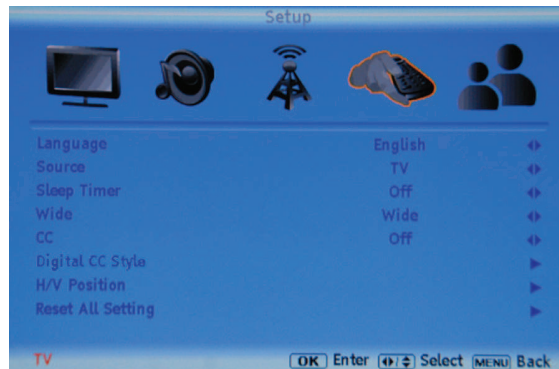 Setup
Language English
Source TV
Sleep Timer Off
Wide Wide
CC Off
Digital CC Style
H/V Position
Reset All Setting
TV OK Enter Select MENU Back